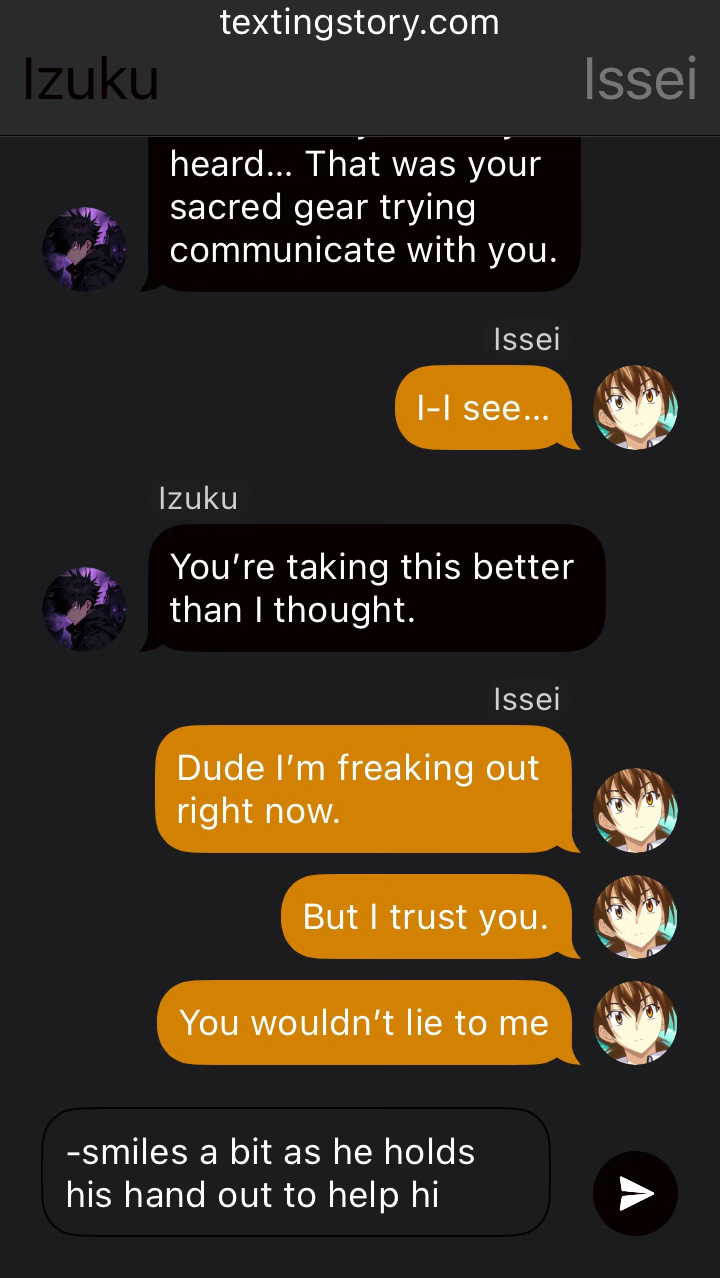 textingstory.com
Izuku
Issei
heard... That was your
sacred gear trying
communicate with you.
Issei
I-I see...
Izuku
You're taking this better
than I thought.
Issei
Dude I'm freaking out
right now.
But I trust you.
You wouldn't lie to me
-smiles a bit as he holds
his hand out to help hi